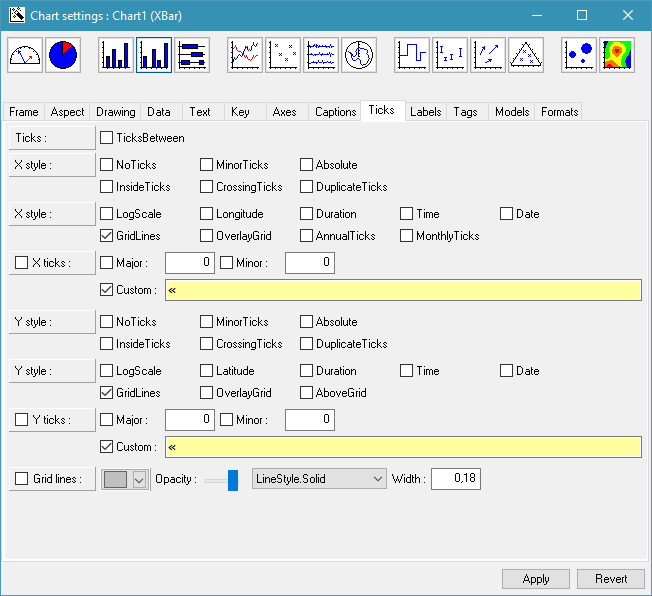 Chart settings : Chart1 (XBar)
Frame Aspect Drawing Data Text Key Axes Captions Ticks Labels Tags Models Formats
Ticks : TicksBetween
X style : NoTicks MinorTicks Absolute
InsideTicks CrossingTicks DuplicateTicks
X style : LogScale Longitude Duration Time Date
GridLines OverlayGrid AnnualTicks MonthlyTicks
X ticks : Major : 0 Minor : 0
Custom : «
Y style : NoTicks MinorTicks Absolute
InsideTicks CrossingTicks DuplicateTicks
Y style : LogScale Latitude Duration Time Date
GridLines OverlayGrid AboveGrid
Y ticks : Major : 0 Minor : 0
Custom : «
Grid lines : Opacity : LineStyle.Solid Width : 0,18
Apply Revert